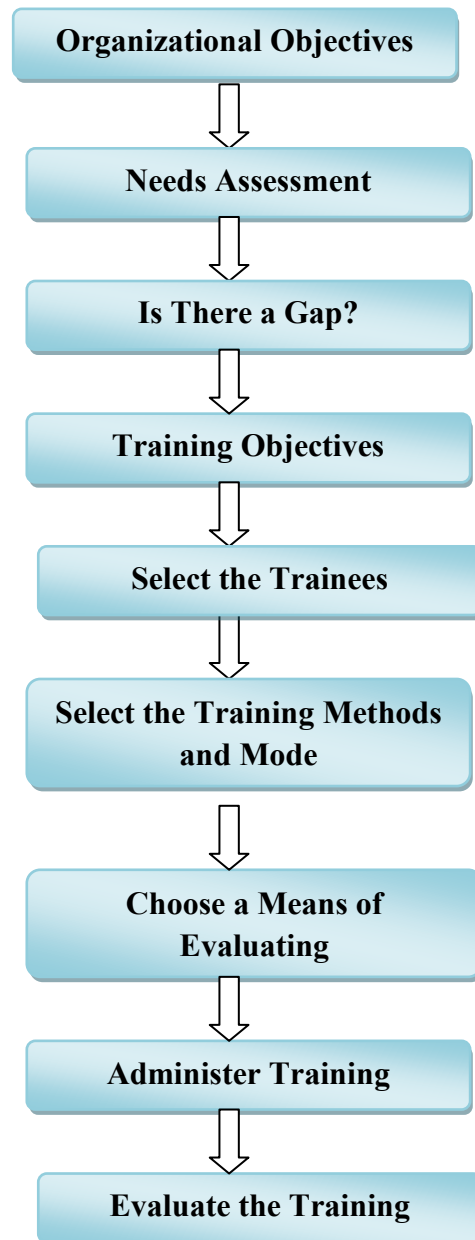 Organizational Objectives
Needs Assessment
Is There a Gap?
Training Objectives
Select the Trainees
Select the Training Methods
and Mode
Choose a Means of
Evaluating
Administer Training
Evaluate the Training